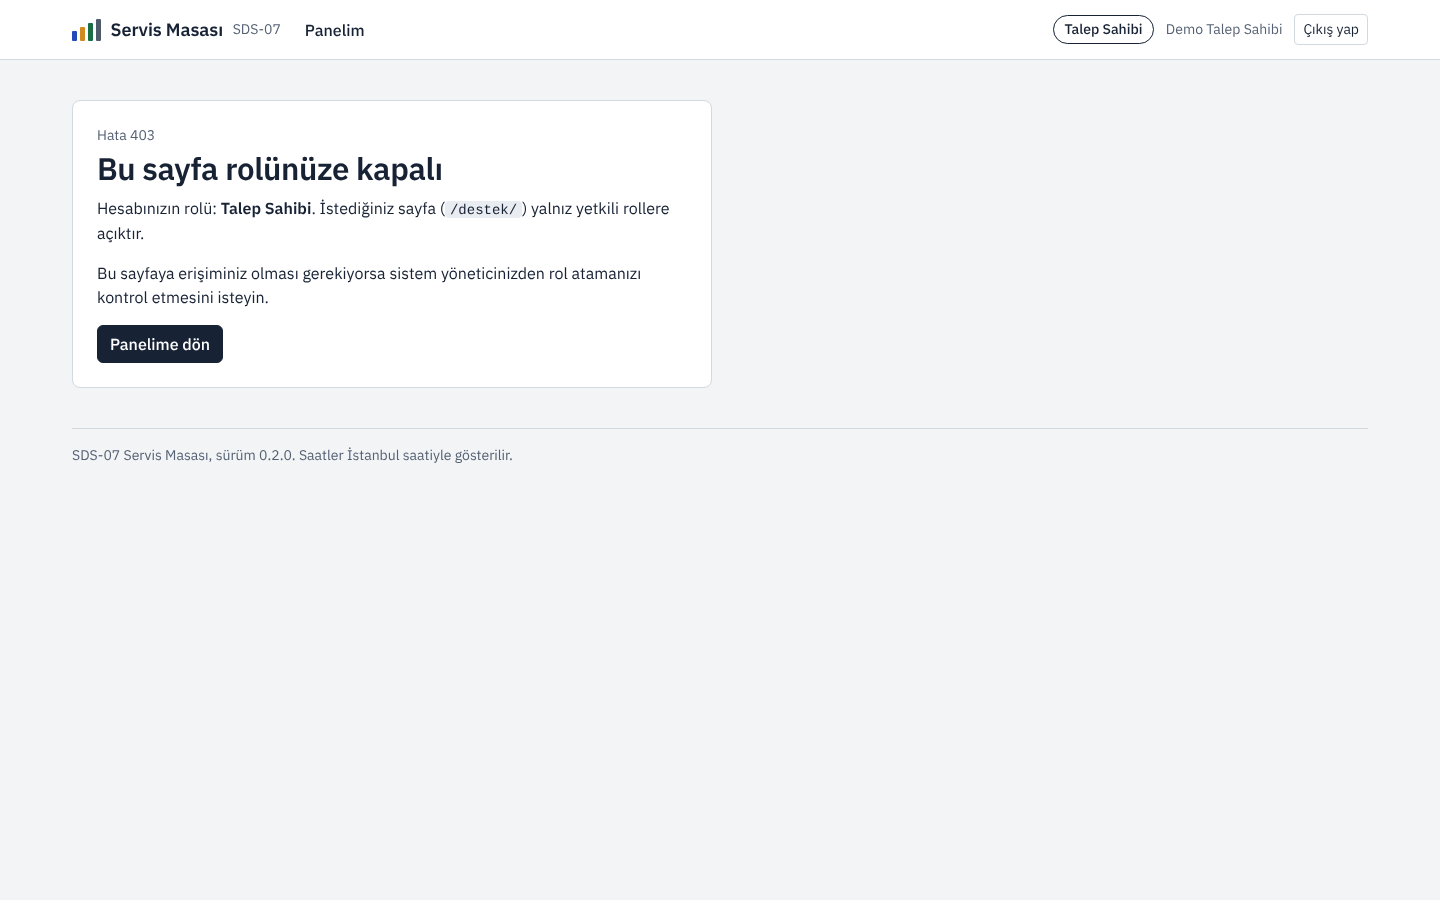 Servis Masası SDS-07 Panelim Talep Sahibi Demo Talep Sahibi Çıkış yap
Hata 403
Bu sayfa rolünüze kapalı
Hesabınızın rolü: Talep Sahibi. İstediğiniz sayfa ( /destek/ ) yalnız yetkili rollere
açıktır.
Bu sayfaya erişiminiz olması gerekiyorsa sistem yöneticinizden rol atamanızı
kontrol etmesini isteyin.
Panelime dön
SDS-07 Servis Masası, sürüm 0.2.0. Saatler İstanbul saatiyle gösterilir.